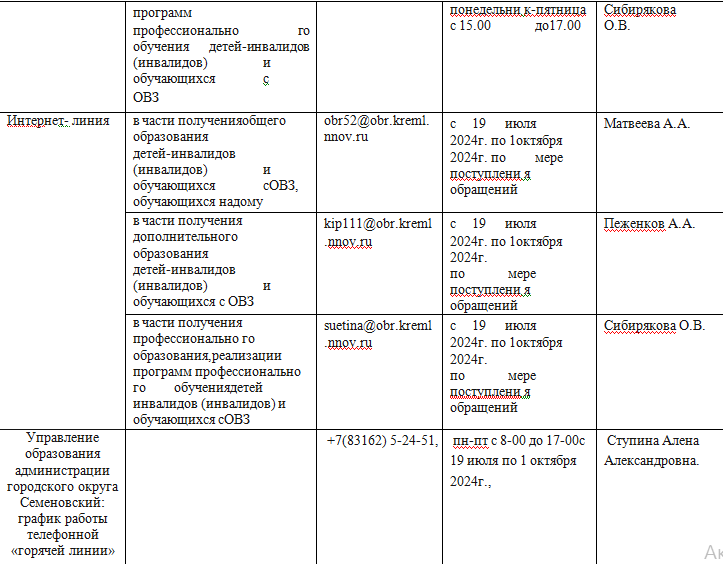 программ
профессионально го
обучения детей-инвалидов
(инвалидов) и
обучающихся с
ОВЗ
понедельни к-пятница
с 15.00 до17.00
Сибирякова
О.В.
Интернет- линия
в части полученияобщего
образования
детей-инвалидов
(инвалидов) и
обучающихся сОВЗ,
обучающихся надому
obr52@obr.kreml.
nnov.ru
с 19 июля
2024г. по 1октября
2024г. по мере
поступлени я
обращений
Матвеева А.А.
в части получения
дополнительного
образования
детей-инвалидов
(инвалидов) и
обучающихся с ОВЗ
kip111@obr.kreml
.nnov.ru
с 19 июля
2024г. по 1октября
2024г.
по мере
поступлени я
обращений
Пеженков А.А.
в части получения
профессионально го
образования,реализации
программ профессионально
го обучениядетей
инвалидов (инвалидов) и
обучающихся сОВЗ
suetina@obr.kreml
.nnov.ru
с 19 июля
2024г. по 1октября
2024г.
по мере
поступлени я
обращений
Сибирякова О.В.
Управление
образования
администрации
городского округа
Семеновский:
график работы
телефонной
«горячей линии»
+7(83162) 5-24-51,
пн-пт с 8-00 до 17-00с
19 июля по 1 октября
2024г.,
Ступина Алена
Александровна.